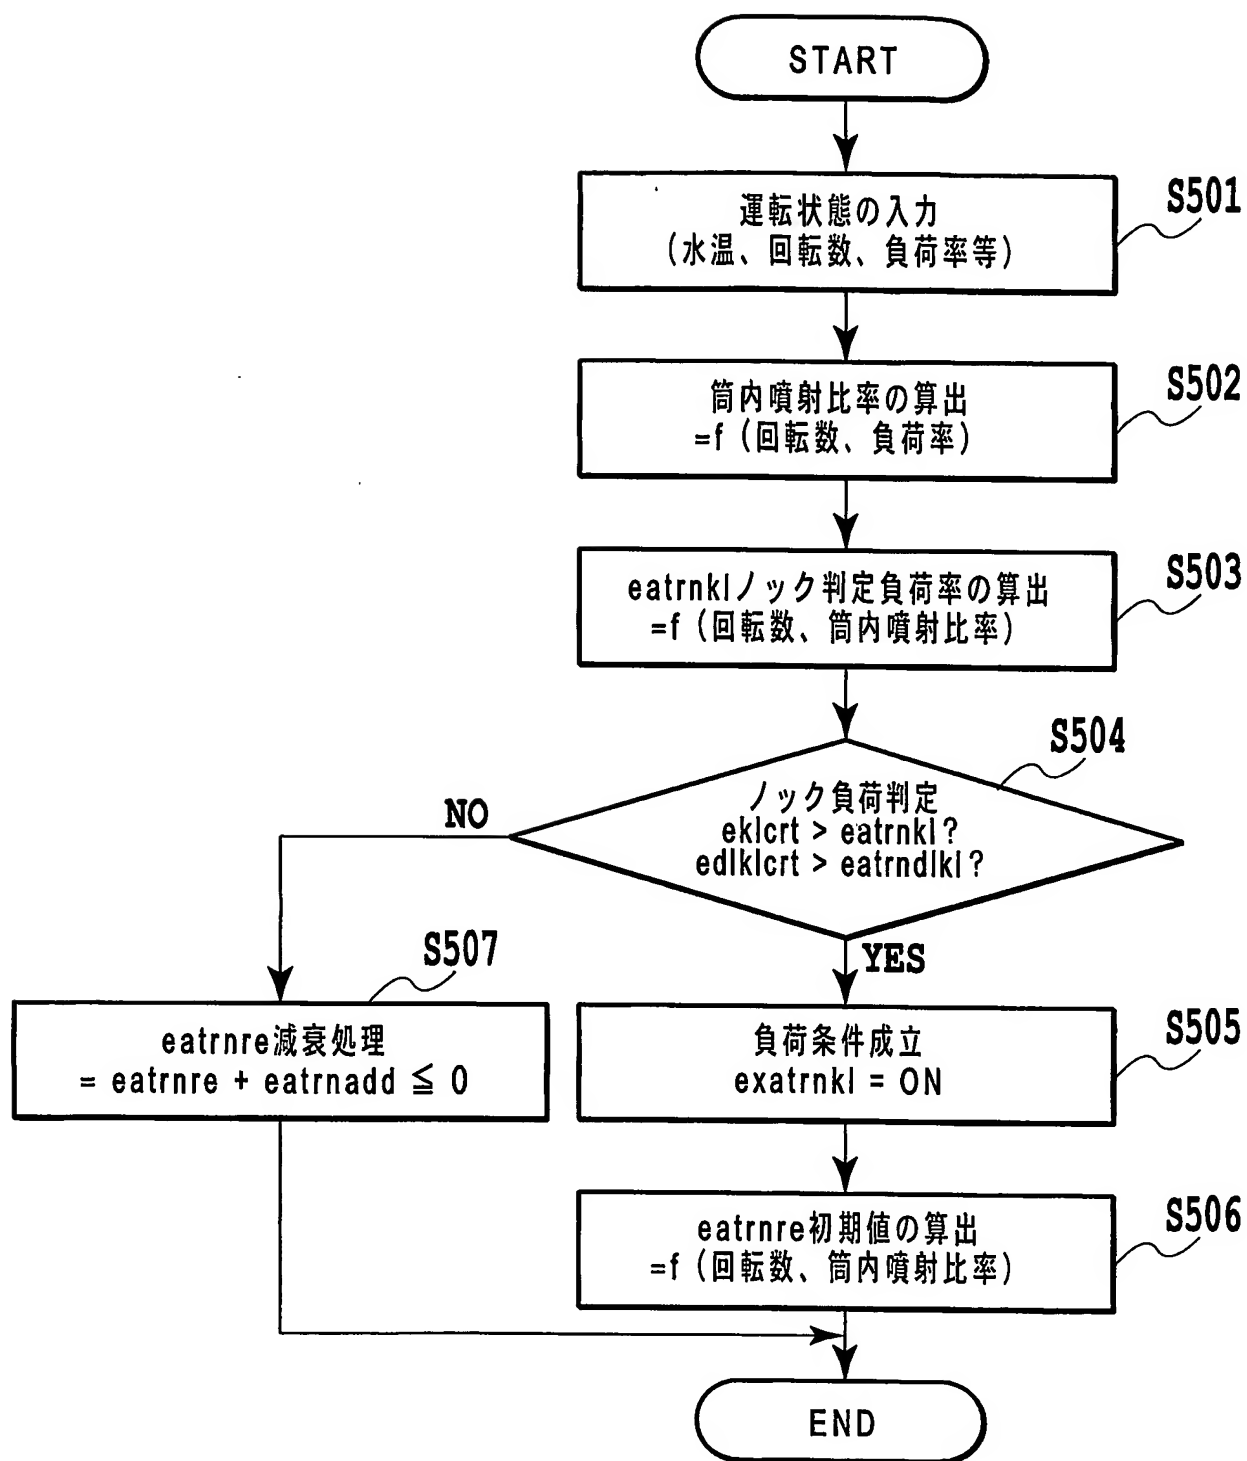 START
S501
運転状態の入力
(水温、回転数、負荷率等)
S502
筒内噴射比率の算出
=f (回転数、負荷率)
S503
eatrnklノック判定負荷率の算出
=f (回転数、筒内噴射比率)
S504
ノック負荷判定
eklcrt > eatrnkl?
edlklcrt > eatrndlkl?
NO
YES
S507
eatrnre減衰処理
= eatrnre + eatrnadd ≦ 0
S505
負荷条件成立
exatrnkl = ON
S506
eatrnre初期値の算出
=f (回転数、筒内噴射比率)
END